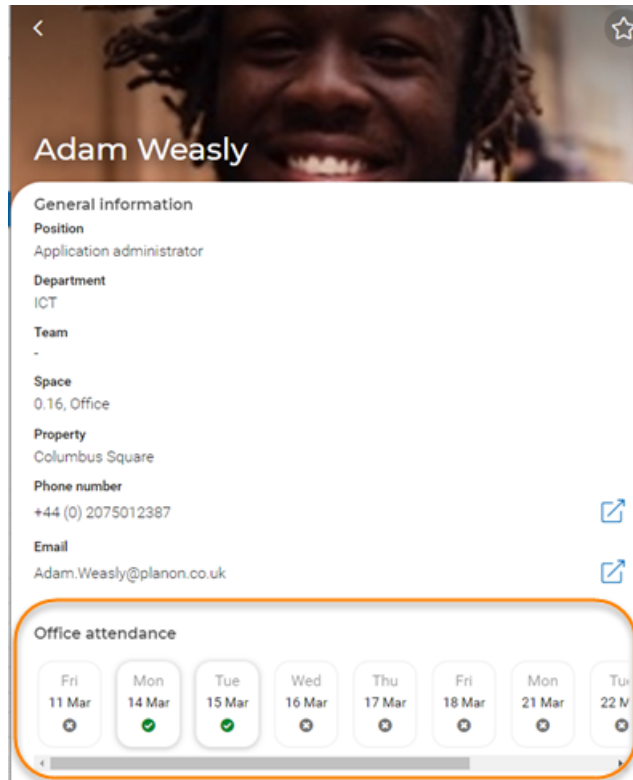 Adam Weasly
General information
Position
Application administrator
Department
ICT
Team
-
Space
0.16, Office
Property
Columbus Square
Phone number
+44 (0) 2075012387
Email
Adam.Weasly@planon.co.uk
Office attendance
Fri Mon Tue Wed Thu Fri Mon
11 Mar 14 Mar 15 Mar 16 Mar 17 Mar 18 Mar 21 Mar 22